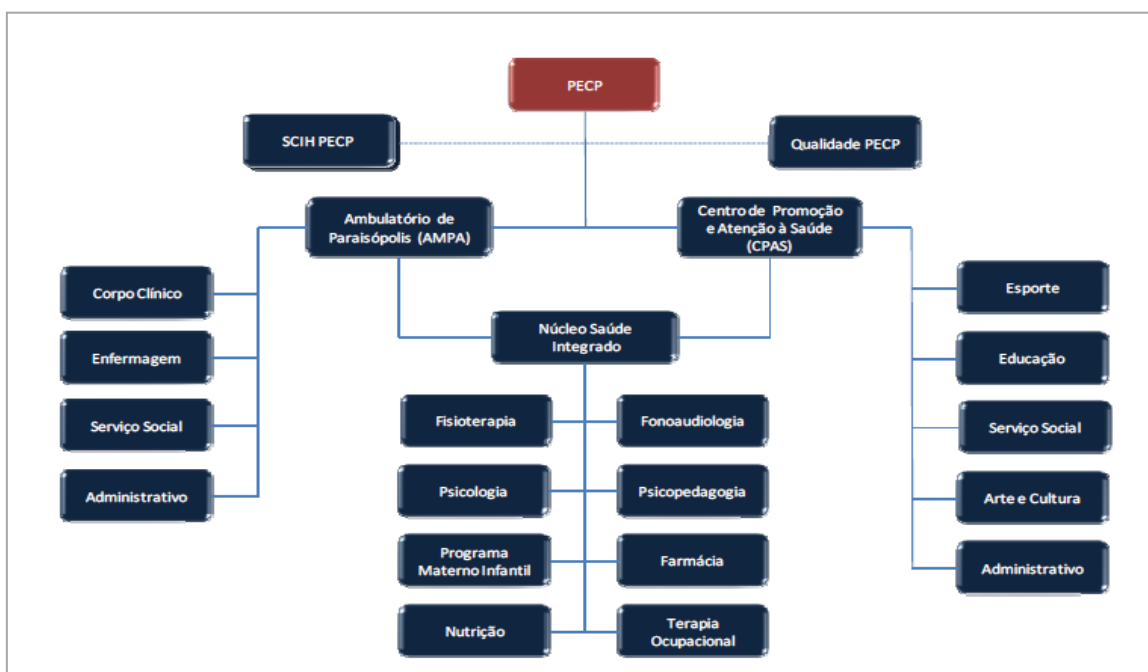 PECP
SCIH PECP
Qualidade PECP
Ambulatório de
Paraisópolis (AMPA)
Centro de Promoção
e Atenção à Saúde
(CPAS)
Corpo Clínico
Enfermagem
Serviço Social
Administrativo
Núcleo Saúde
Integrado
Fisioterapia
Fonoaudiologia
Psicologia
Psicopedagogia
Programa
Materno Infantil
Farmácia
Nutrição
Terapia
Ocupacional
Esporte
Educação
Serviço Social
Arte e Cultura
Administrativo